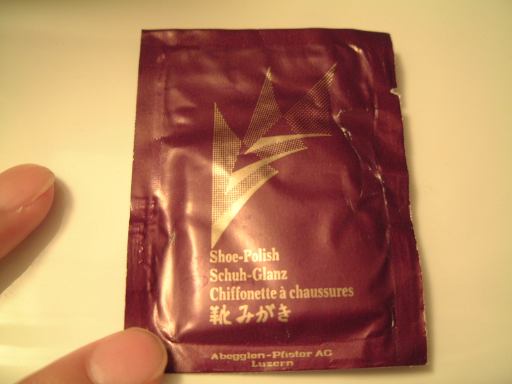 Shoe-Polish
Schuh-Glanz
Chiffonette à chaussures
靴みがき
Abegglen-Pfister AG
Luzern